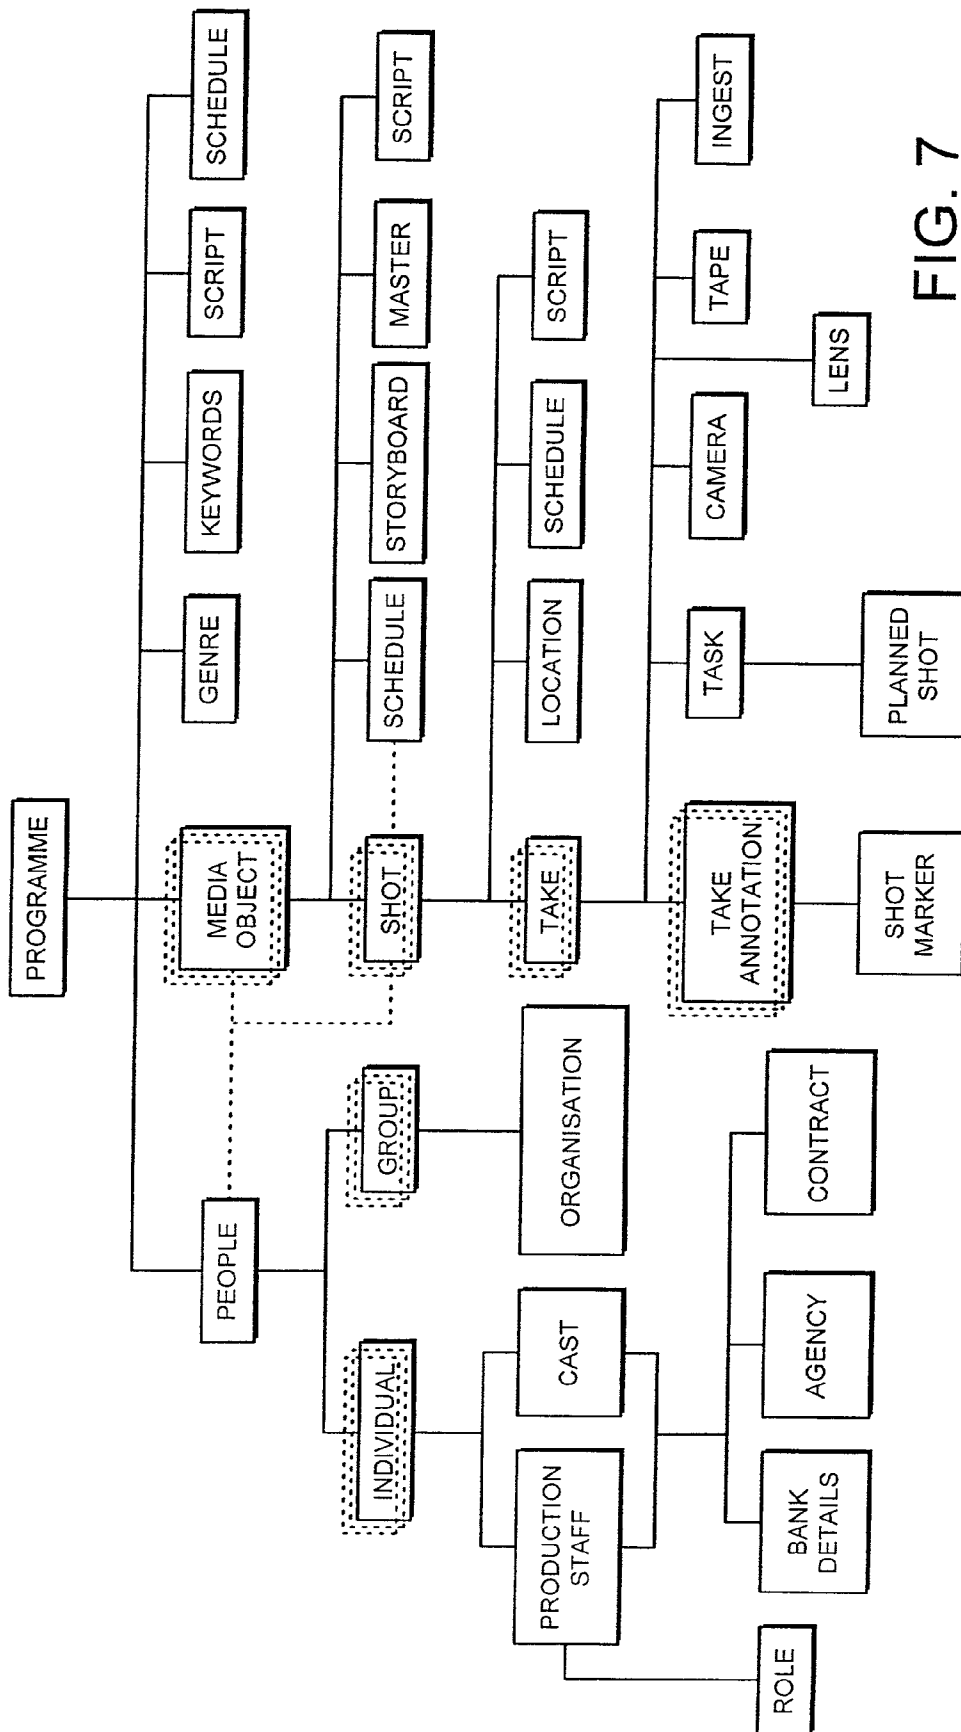 PROGRAMME
PEOPLE
MEDIA
OBJECT
GENRE
KEYWORDS
SCRIPT
SCHEDULE
INDIVIDUAL
GROUP
SHOT
SCHEDULE
STORYBOARD
MASTER
SCRIPT
PRODUCTION
STAFF
CAST
ORGANISATION
TAKE
LOCATION
SCHEDULE
SCRIPT
TAKE
ANNOTATION
TASK
CAMERA
TAPE
INGEST
ROLE
BANK
DETAILS
AGENCY
CONTRACT
LENS
SHOT
MARKER
PLANNED
SHOT
FIG. 7